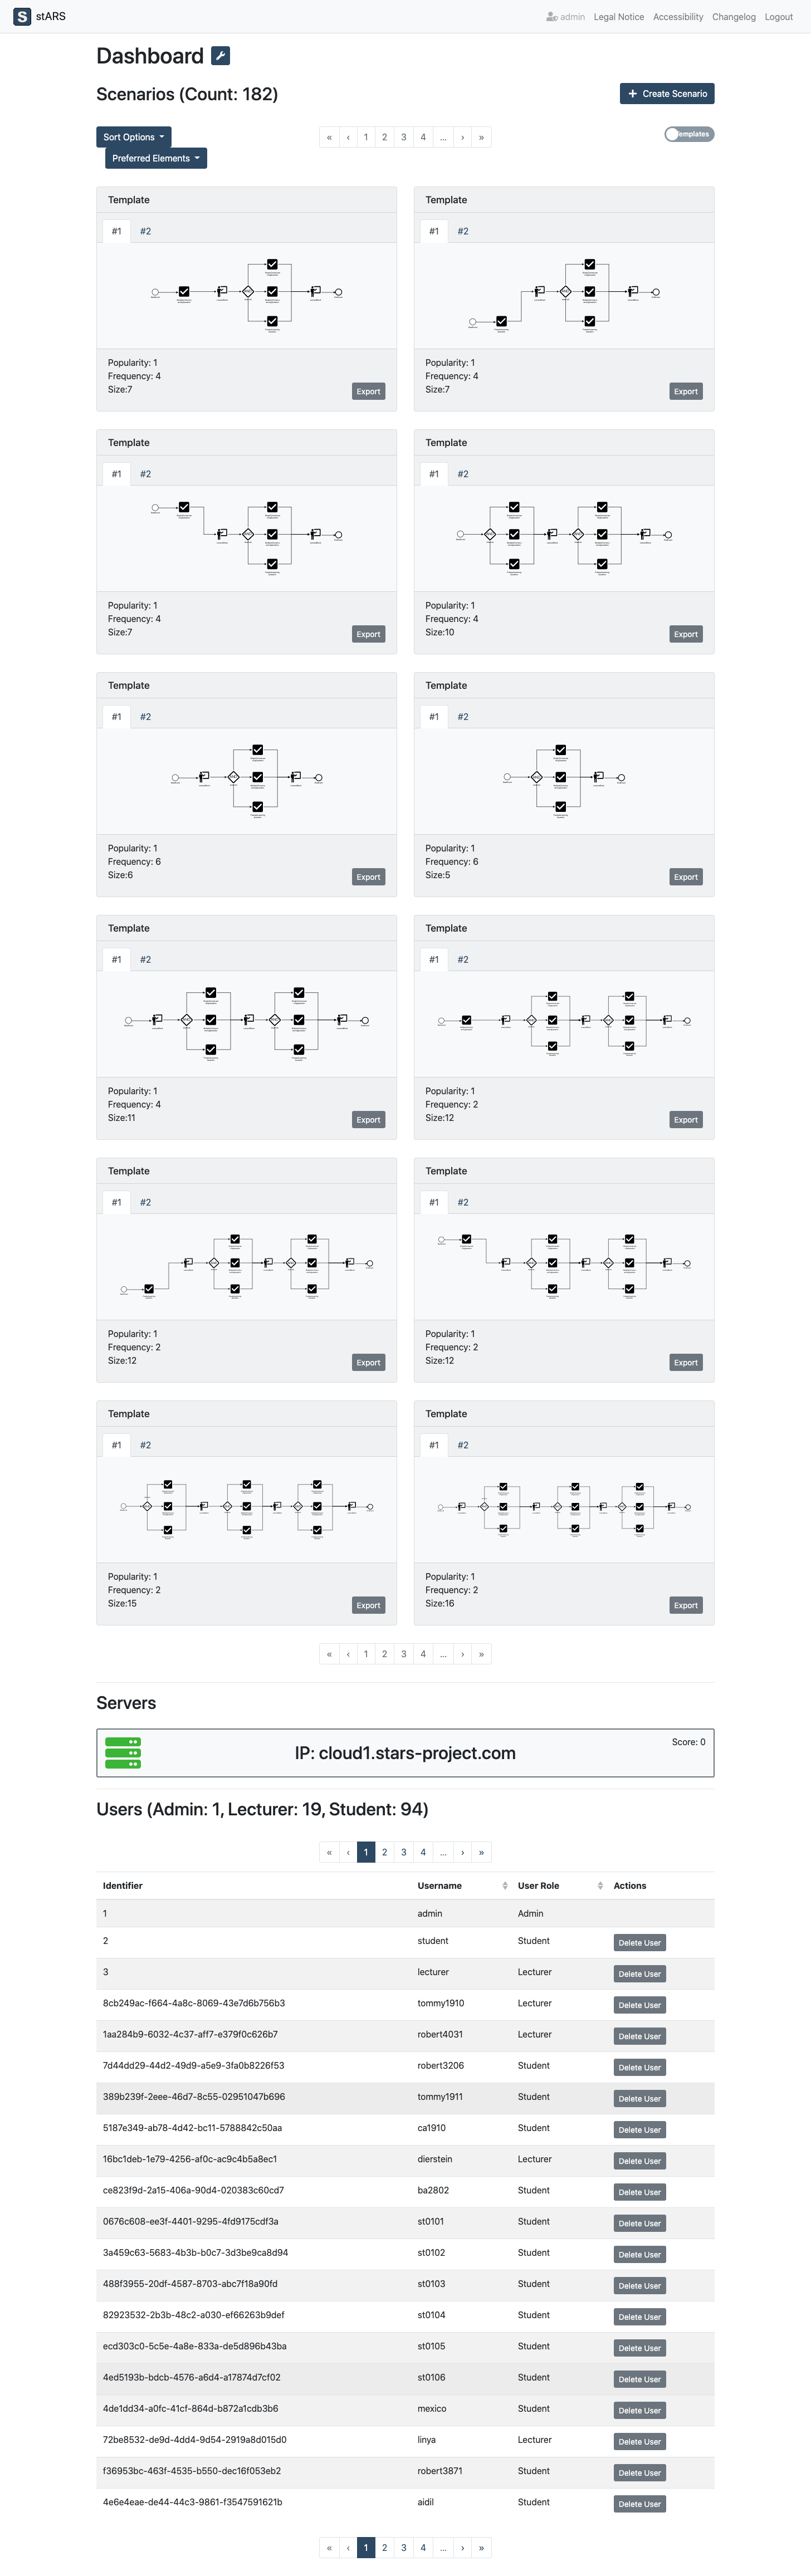 S stARS admin Legal Notice Accessibility Changelog Logout
Dashboard
Scenarios (Count: 182) + Create Scenario
Sort Options « ‹ 1 2 3 4 ... › »
Preferred Elements
Template Template
#1 #2 #1 #2
Popularity: 1 Popularity: 1
Frequency: 4 Frequency: 4
Size:7 Export Size:7 Export
Template Template
#1 #2 #1 #2
Popularity: 1 Popularity: 1
Frequency: 4 Frequency: 4
Size:7 Export Size:10 Export
Template Template
#1 #2 #1 #2
Popularity: 1 Popularity: 1
Frequency: 6 Frequency: 6
Size:6 Export Size:5 Export
Template Template
#1 #2 #1 #2
Popularity: 1 Popularity: 1
Frequency: 4 Frequency: 2
Size:11 Export Size:12 Export
Template Template
#1 #2 #1 #2
Popularity: 1 Popularity: 1
Frequency: 2 Frequency: 2
Size:12 Export Size:12 Export
Template Template
#1 #2 #1 #2
Popularity: 1 Popularity: 1
Frequency: 2 Frequency: 2
Size:15 Export Size:16 Export
« ‹ 1 2 3 4 ... › »
Servers
IP: cloud1.stars-project.com Score: 0
Users (Admin: 1, Lecturer: 19, Student: 94)
« ‹ 1 2 3 4 ... › »
Identifier Username User Role Actions
1 admin Admin
2 student Student Delete User
3 lecturer Lecturer Delete User
8cb249ac-f664-4a8c-8069-43e7d6b756b3 tommy1910 Lecturer Delete User
1aa284b9-6032-4c37-aff7-e379f0c626b7 robert4031 Lecturer Delete User
7d44dd29-44d2-49d9-a5e9-3fa0b8226f53 robert3206 Student Delete User
389b239f-2eee-46d7-8c55-02951047b696 tommy1911 Student Delete User
5187e349-ab78-4d42-bc11-5788842c50aa ca1910 Student Delete User
16bc1deb-1e79-4256-af0c-ac9c4b5a8ec1 dierstein Lecturer Delete User
ce823f9d-2a15-406a-90d4-020383c60cd7 ba2802 Student Delete User
0676c608-ee3f-4401-9295-4fd9175cdf3a st0101 Student Delete User
3a459c63-5683-4b3b-b0c7-3d3be9ca8d94 st0102 Student Delete User
488f3955-20df-4587-8703-abc7f18a90fd st0103 Student Delete User
82923532-2b3b-48c2-a030-ef66263b9def st0104 Student Delete User
ecd303c0-5c5e-4a8e-833a-de5d896b43ba st0105 Student Delete User
4ed5193b-bdcb-4576-a6d4-a17874d7cf02 st0106 Student Delete User
4de1dd34-a0fc-41cf-864d-b872a1cdb3b6 mexico Student Delete User
72be8532-de9d-4dd4-9d54-2919a8d015d0 linya Lecturer Delete User
f36953bc-463f-4535-b550-dec16f053eb2 robert3871 Student Delete User
4e6e4eae-de44-44c3-9861-f3547591621b aidil Student Delete User
« ‹ 1 2 3 4 ... › »